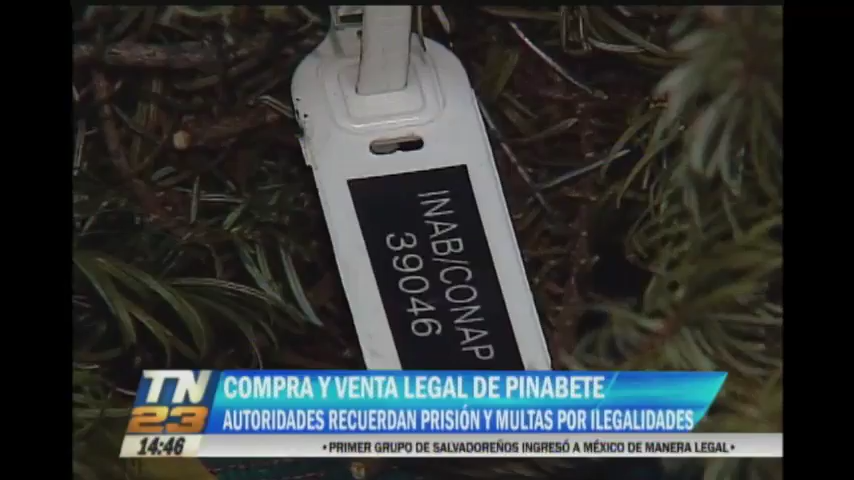 INAB/CONAP
39046
TN
23
COMPRA Y VENTA LEGAL DE PINABETE
AUTORIDADES RECUERDAN PRISIÓN Y MULTAS POR ILEGALIDADES
14:46
•PRIMER GRUPO DE SALVADOREÑOS INGRESÓ A MÉXICO DE MANERA LEGAL•